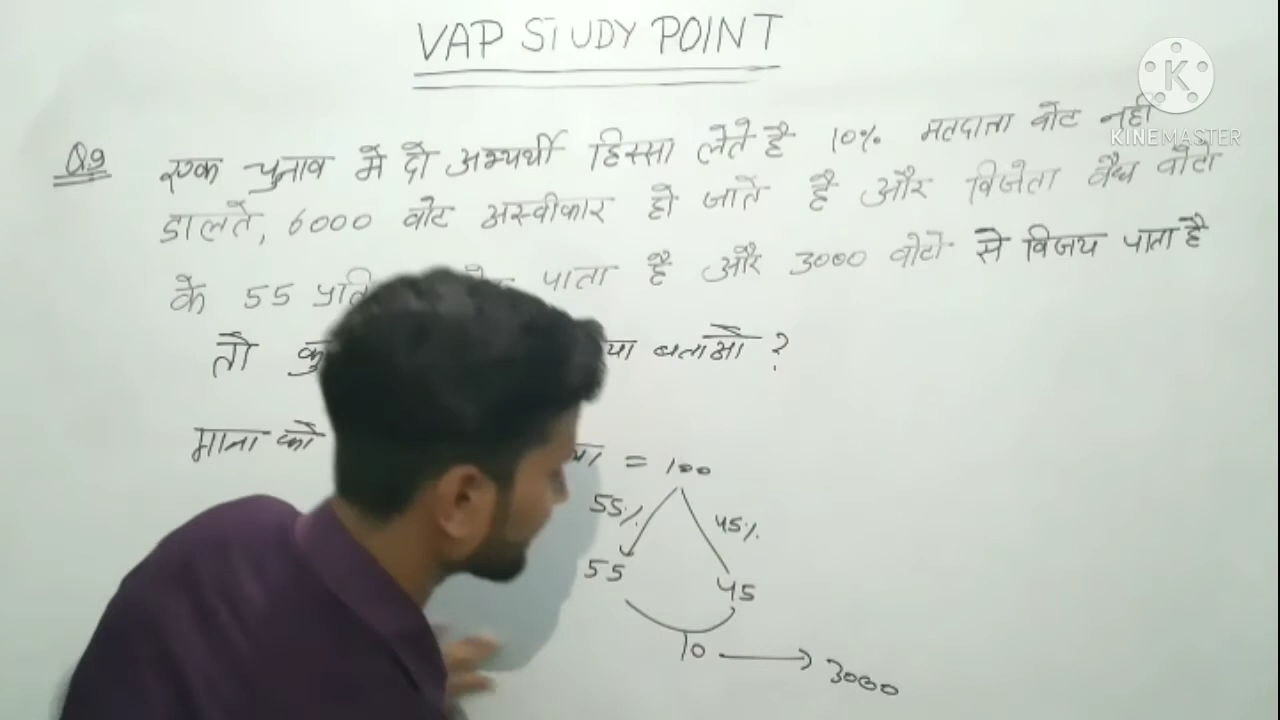 VAP STUDY POINT
K
KINEMASTER
Q.9 एक चुनाव मे दो अभ्यर्थी हिस्सा लेते है 10% मतदाता वोट नही
डालते, 6000 वोट अस्वीकार हो जाते है और विजेता वैध वोटो
के 55 पाता है और 3000 वोटो से विजय पाता है
तो बताओ ?
माना को = 100
55% 45%
55 45
10 → 3000